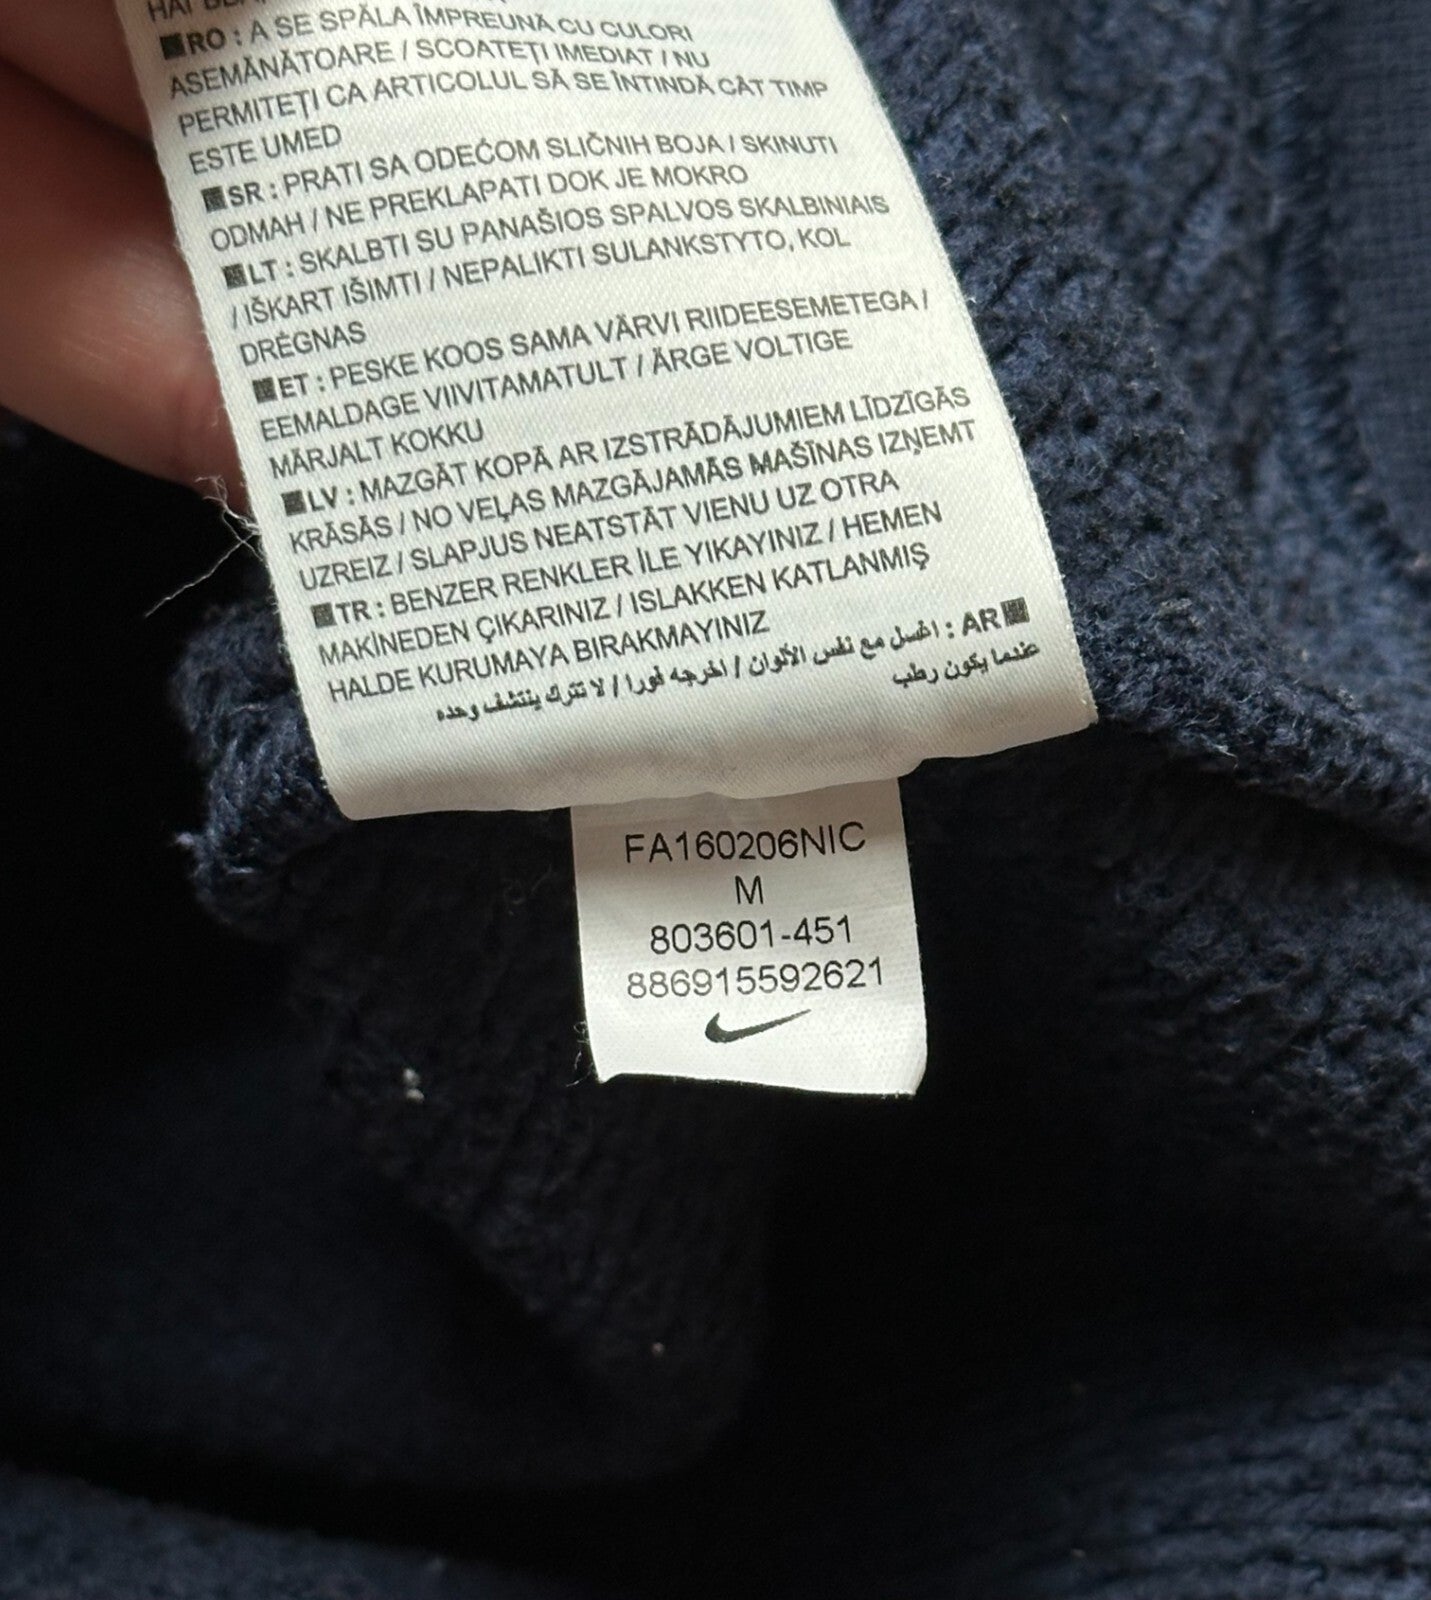 RO : A SE SPĂLA ÎMPREUNĂ CU CULORI
ASEMĂNĂTOARE / SCOATEȚI IMEDIAT / NU
PERMITEȚI CA ARTICOLUL SĂ SE ÎNTINDĂ CÂT TIMP
ESTE UMED
SR : PRATI SA ODEĆOM SLIČNIH BOJA / SKINUTI
ODMAH / NE PREKLAPATI DOK JE MOKRO
LT : SKALBTI SU PANAŠIOS SPALVOS SKALBINIAIS
/ IŠKART IŠIMTI / NEPALIKTI SULANKSTYTO, KOL
DRĖGNAS
ET : PESKE KOOS SAMA VÄRVI RIIDEESEMETEGA /
EEMALDAGE VIIVITAMATULT / ÄRGE VOLTIGE
MÄRJALT KOKKU
LV : MAZGĀT KOPĀ AR IZSTRĀDĀJUMIEM LĪDZĪGĀS
KRĀSĀS / NO VEĻAS MAZGĀJAMĀS MAŠĪNAS IZŅEMT
UZREIZ / SLAPJUS NEATSTĀT VIENU UZ OTRA
TR : BENZER RENKLER İLE YIKAYINIZ / HEMEN
MAKİNEDEN ÇIKARINIZ / ISLAKKEN KATLANMIŞ
HALDE KURUMAYA BIRAKMAYINIZ
AR : اغسل مع نفس الألوان / اخرجه فورا / لا تترك ينتشف وحده
عندما يكون رطب
FA160206NIC
M
803601-451
886915592621